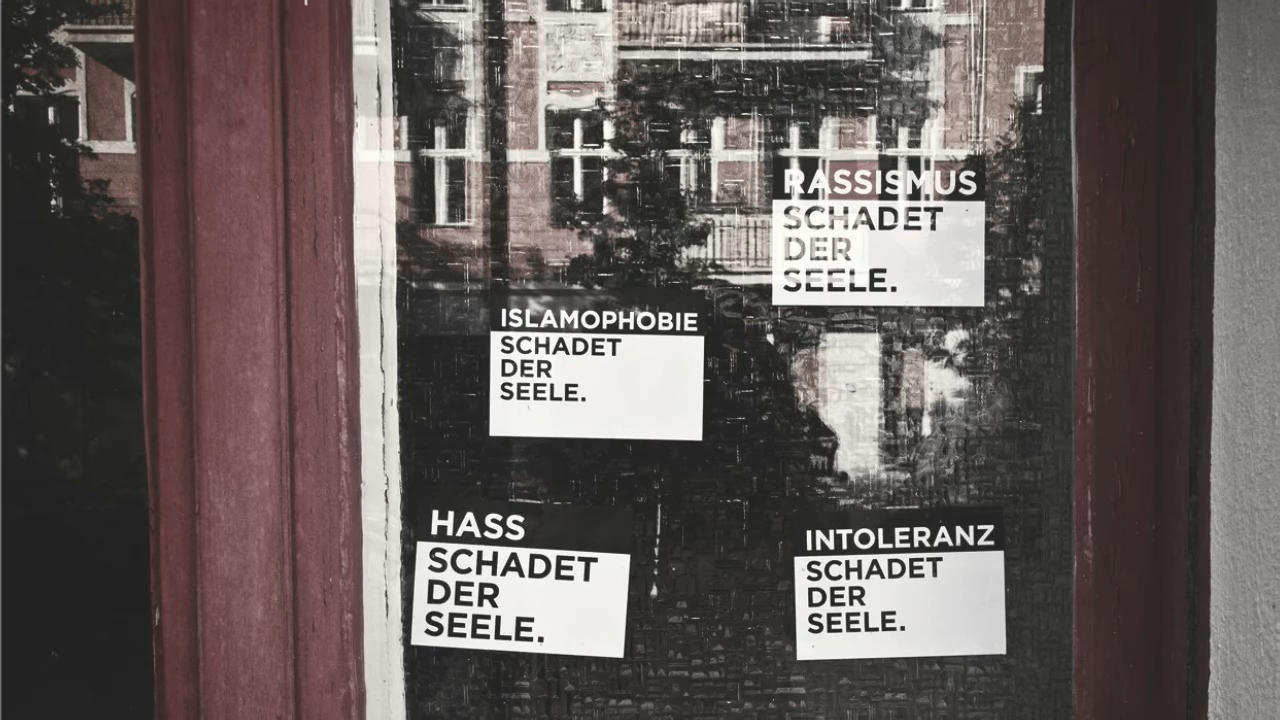 RASSISMUS
SCHADET
DER
SEELE.
ISLAMOPHOBIE
SCHADET
DER
SEELE.
HASS
SCHADET
DER
SEELE.
INTOLERANZ
SCHADET
DER
SEELE.